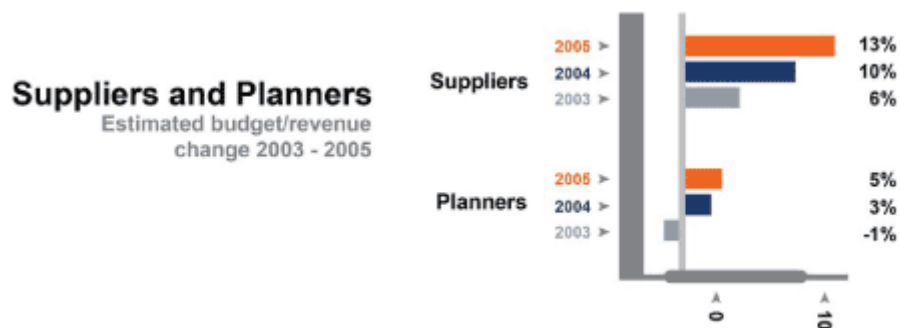 Suppliers and Planners
Estimated budget/revenue
change 2003 - 2005
Suppliers
2005 13%
2004 10%
2003 6%
Planners
2005 5%
2004 3%
2003 -1%
0 10